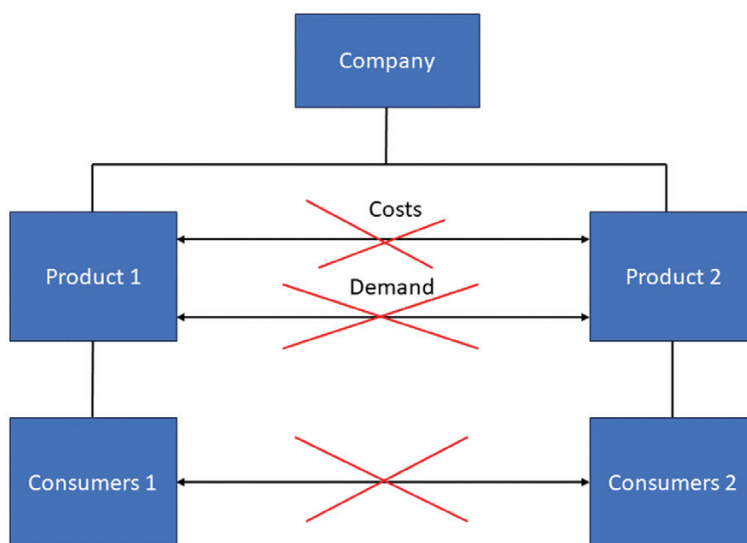 Company
Costs
Product 1
Product 2
Demand
Consumers 1
Consumers 2